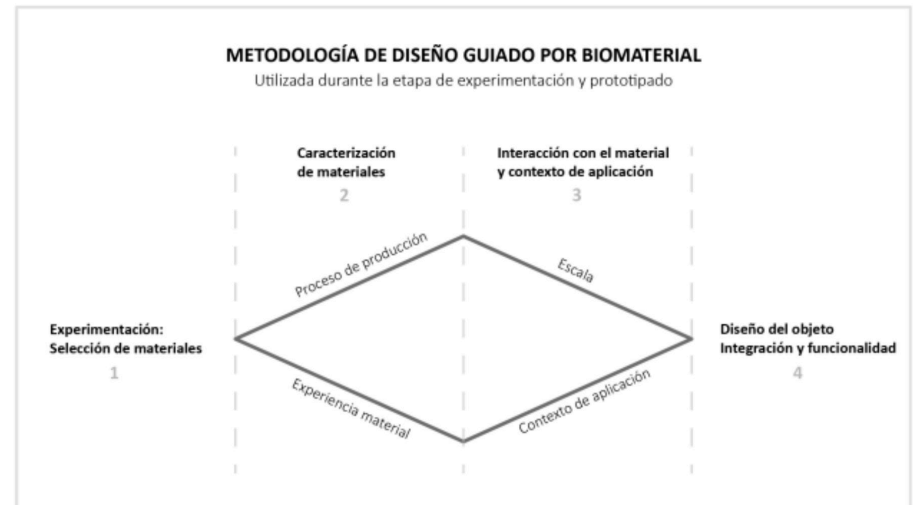 METODOLOGÍA DE DISEÑO GUIADO POR BIOMATERIAL
Utilizada durante la etapa de experimentación y prototipado
Caracterización
de materiales
2
Interacción con el material
y contexto de aplicación
3
Proceso de producción
Escala
Experimentación:
Selección de materiales
1
Diseño del objeto
Integración y funcionalidad
4
Experiencia material
Contexto de aplicación